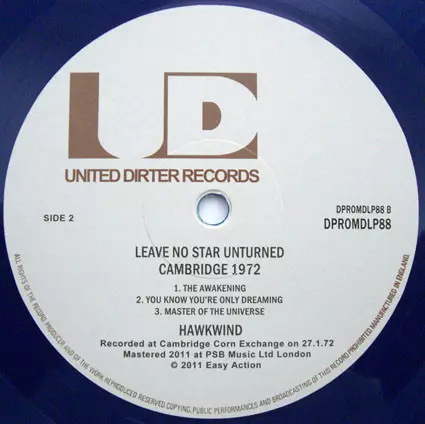 UD
UNITED DIRTER RECORDS
SIDE 2
DPROMDLP88 B
DPROMDLP88
LEAVE NO STAR UNTURNED
CAMBRIDGE 1972
1. THE AWAKENING
2. YOU KNOW YOU'RE ONLY DREAMING
3. MASTER OF THE UNIVERSE
HAWKWIND
Recorded at Cambridge Corn Exchange on 27.1.72
Mastered 2011 at PSB Music Ltd London
© 2011 Easy Action
ALL RIGHTS OF THE RECORD PRODUCER AND OF THE WORK REPRODUCED RESERVED.COPYING,PUBLIC PERFORMANCES AND BROADCASTING OF THIS RECORD PROHIBITED.MANUFACTURED IN ENGLAND.